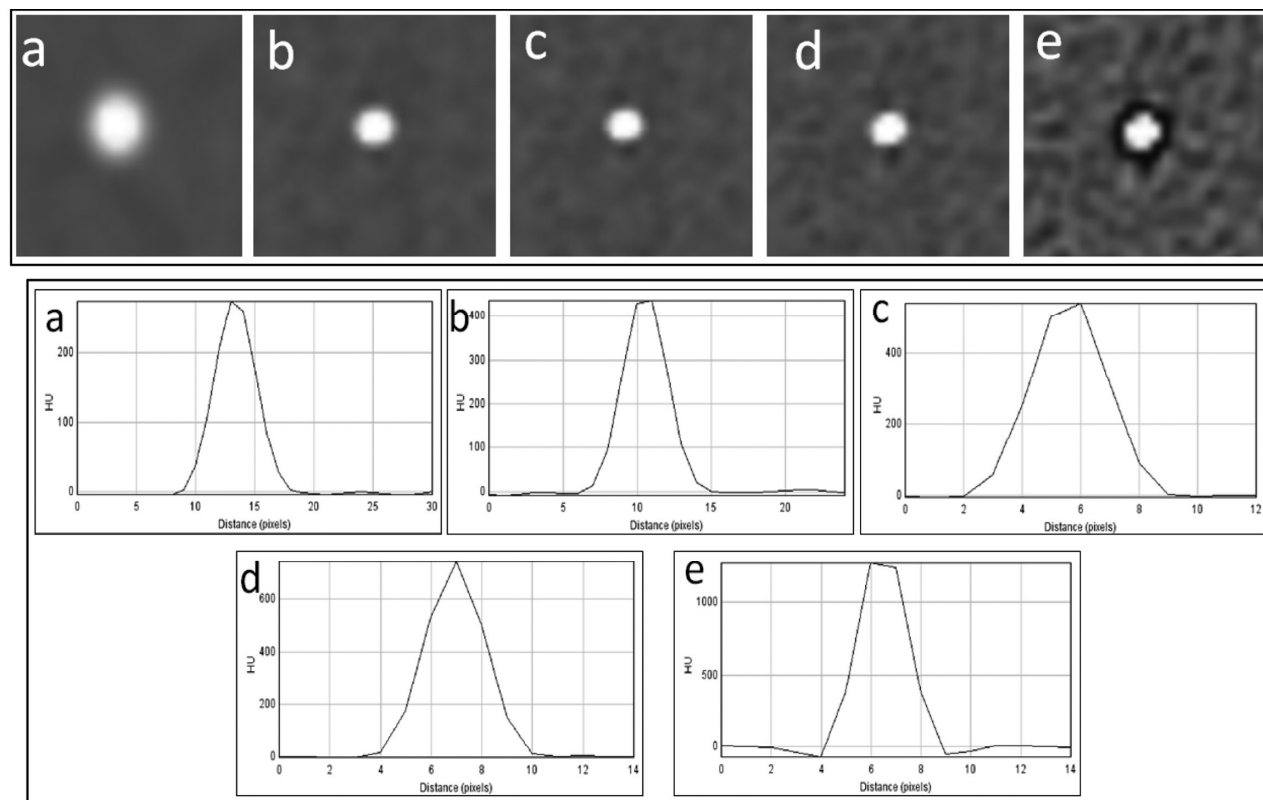 a b c d e
a
200
100
0
HU
0 5 10 15 20 25 30
Distance (pixels)
b
400
300
200
100
0
HU
0 5 10 15 20
Distance (pixels)
c
400
200
0
HU
0 2 4 6 8 10 12
Distance (pixels)
d
600
400
200
0
HU
0 2 4 6 8 10 12 14
Distance (pixels)
e
1000
500
0
HU
0 2 4 6 8 10 12 14
Distance (pixels)